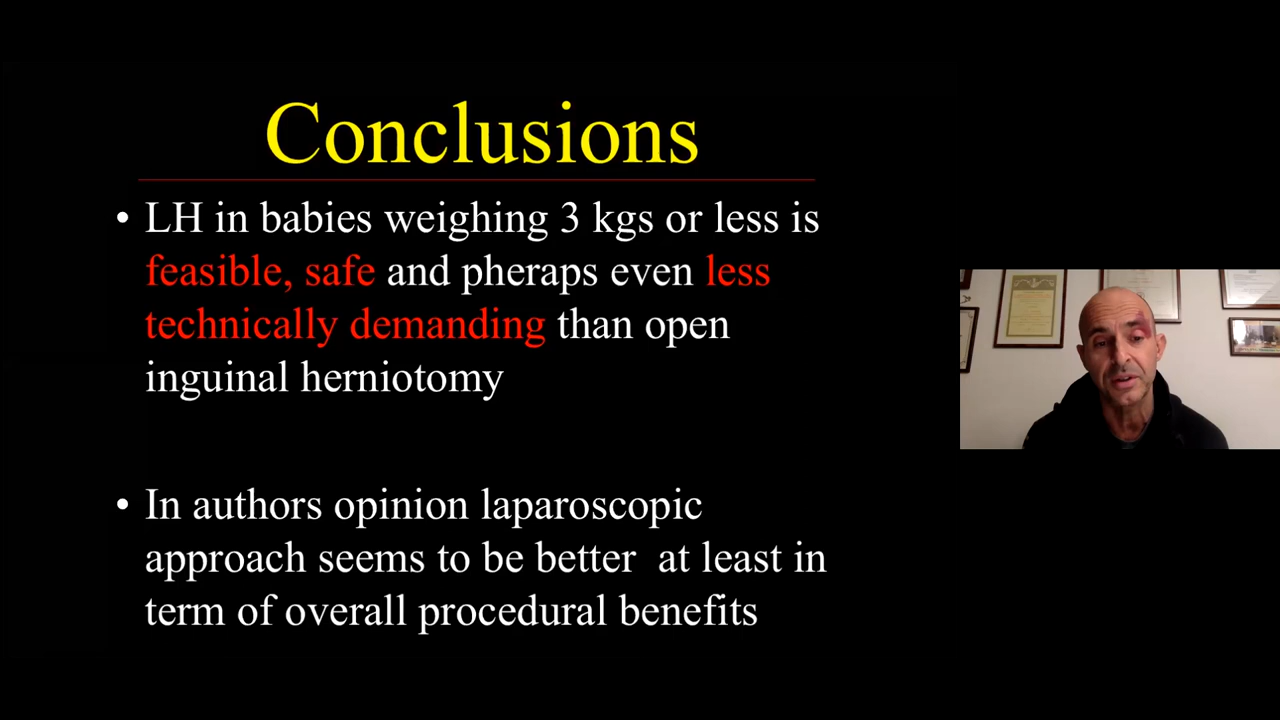 Conclusions
• LH in babies weighing 3 kgs or less is
feasible, safe and pheraps even less
technically demanding than open
inguinal herniotomy
• In authors opinion laparoscopic
approach seems to be better  at least in
term of overall procedural benefits